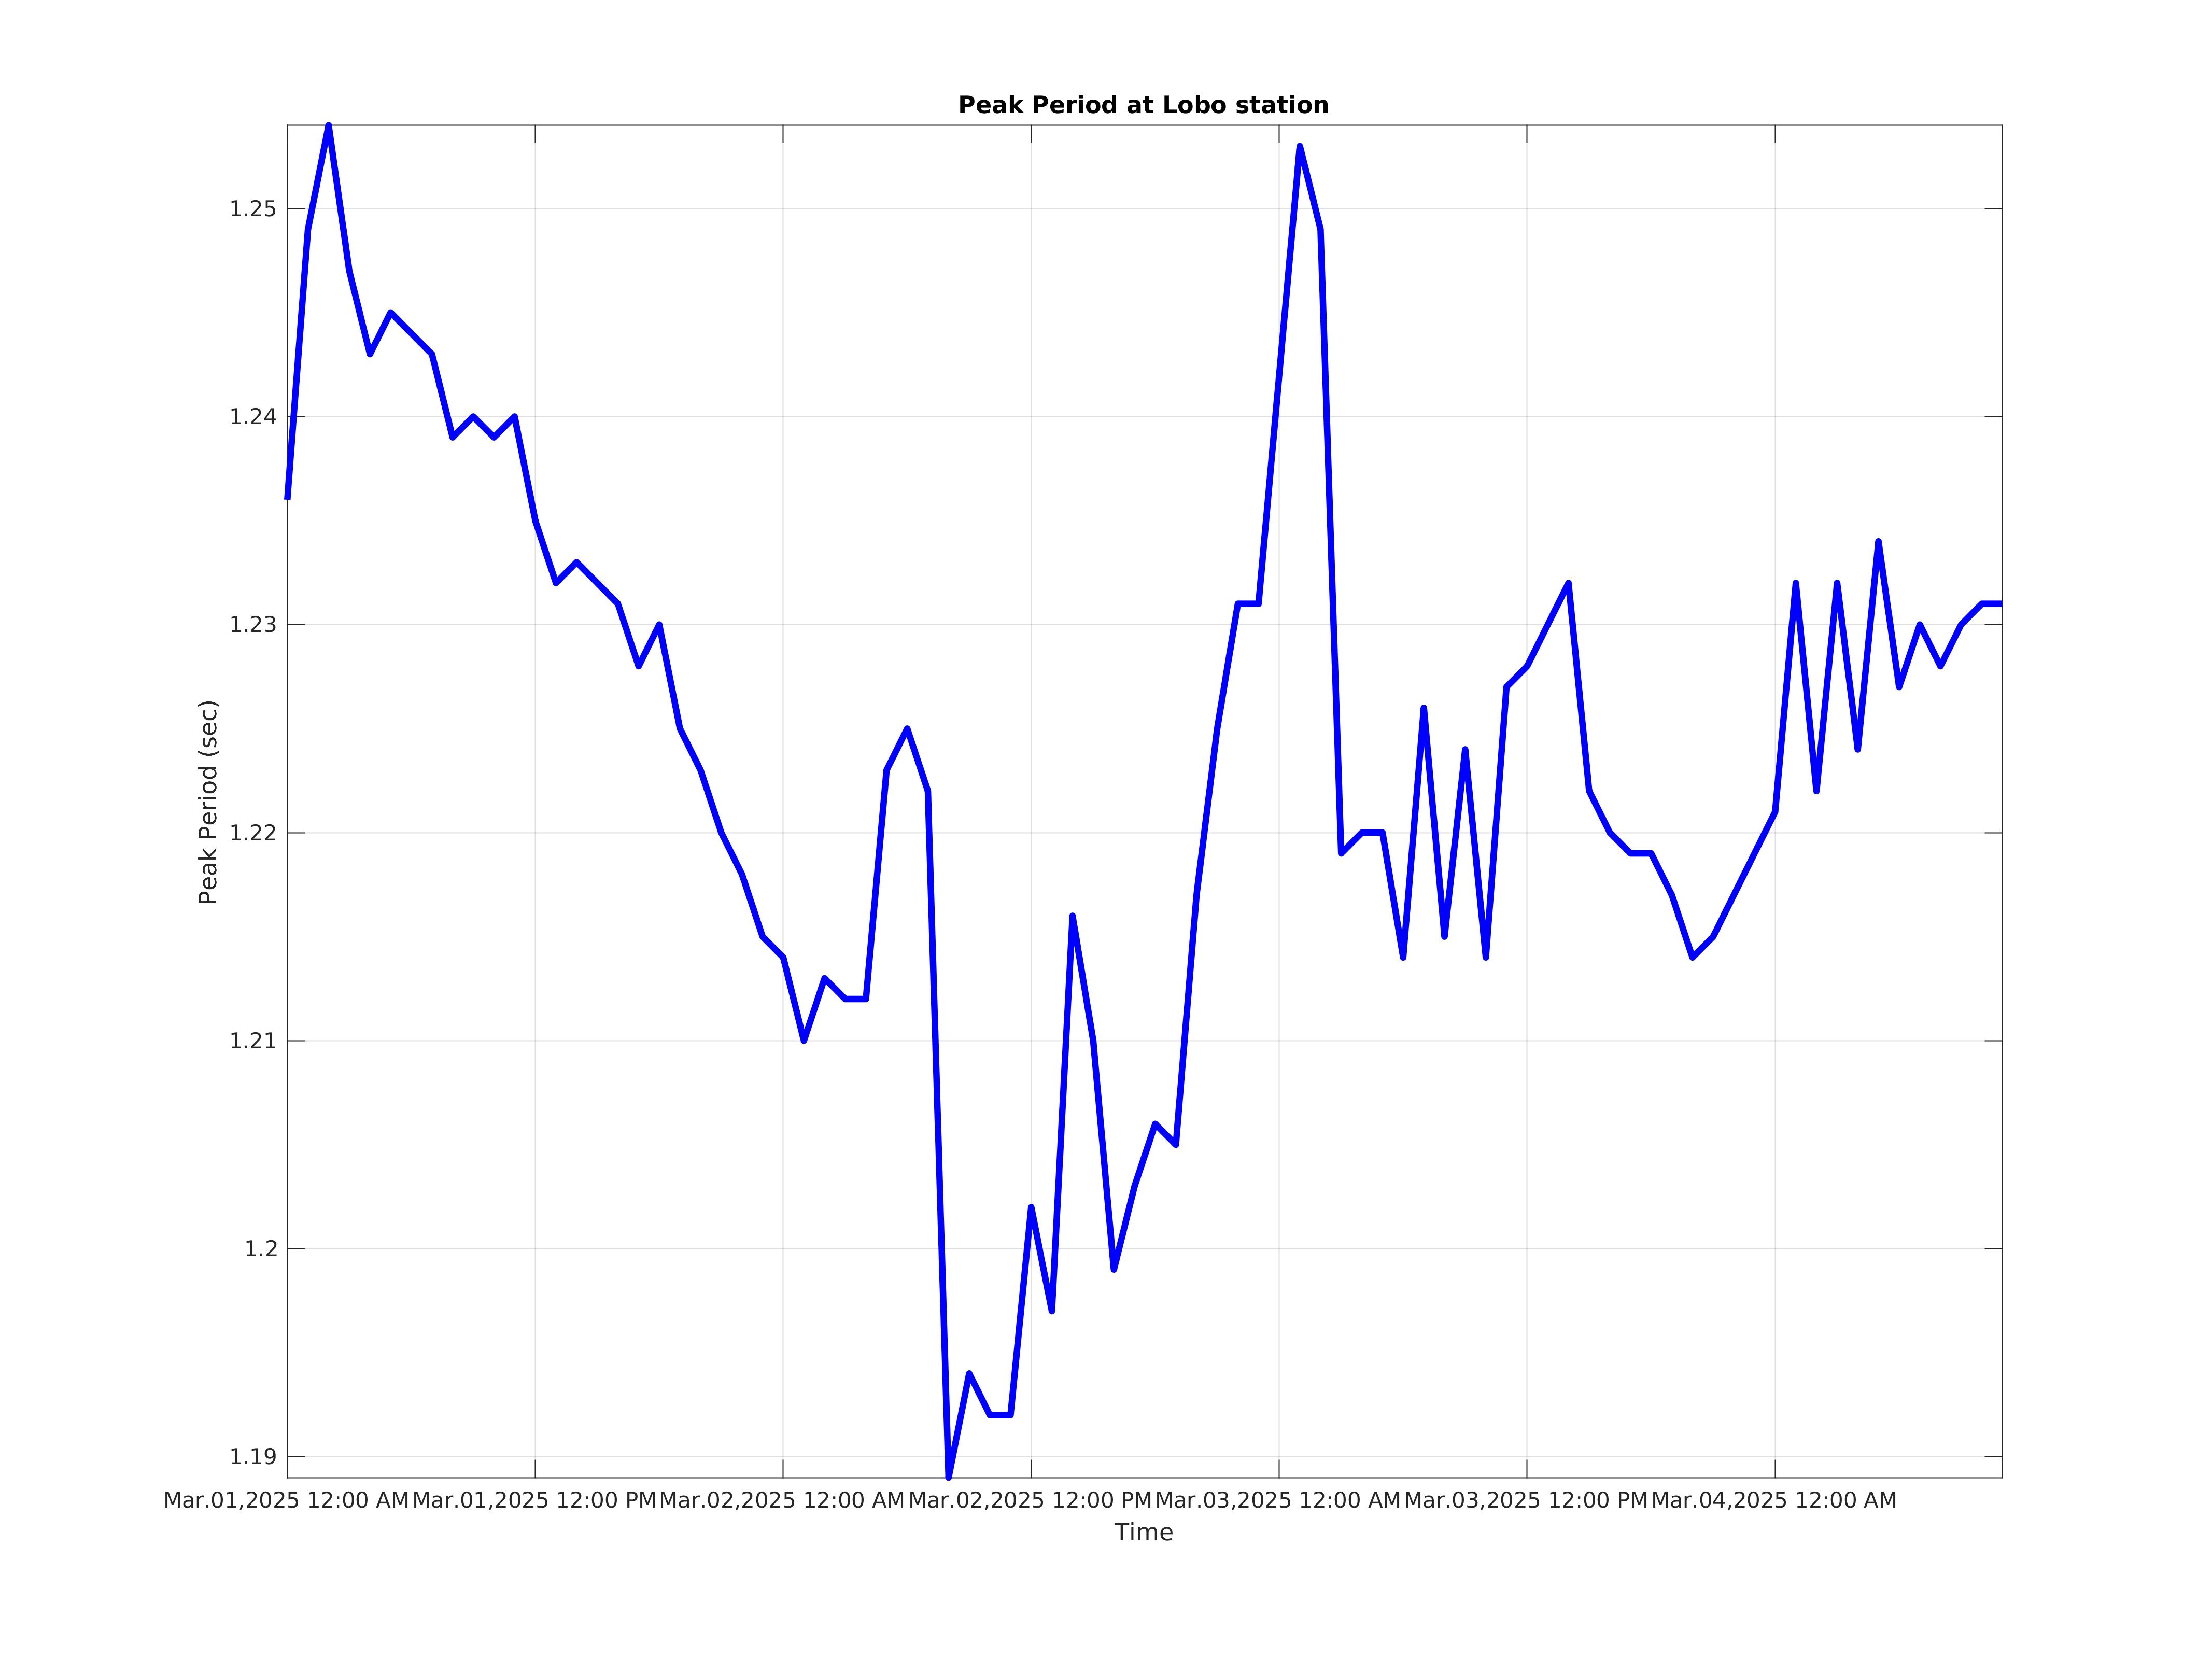 Peak Period at Lobo station
1.25
1.24
1.23
1.22
1.21
1.2
1.19
Peak Period (sec)
Mar.01,2025 12:00 AM Mar.01,2025 12:00 PM Mar.02,2025 12:00 AM Mar.02,2025 12:00 PM Mar.03,2025 12:00 AM Mar.03,2025 12:00 PM Mar.04,2025 12:00 AM
Time